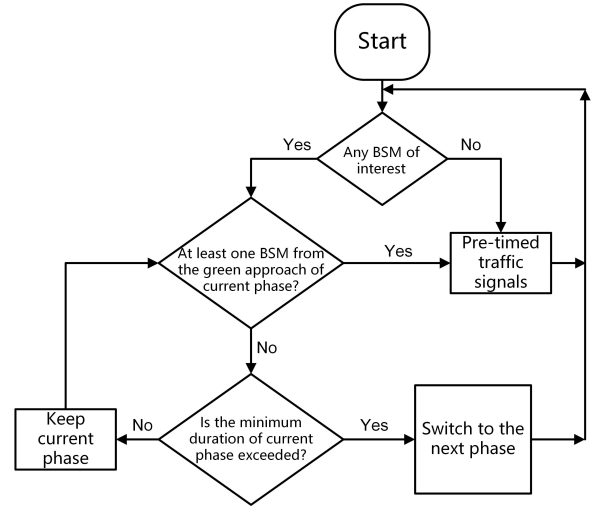 Start
Any BSM of
interest
Yes
No
At least one BSM from
the green approach of
current phase?
Yes
Pre-timed
traffic
signals
No
Is the minimum
duration of current
phase exceeded?
No
Keep
current
phase
Yes
Switch to the
next phase